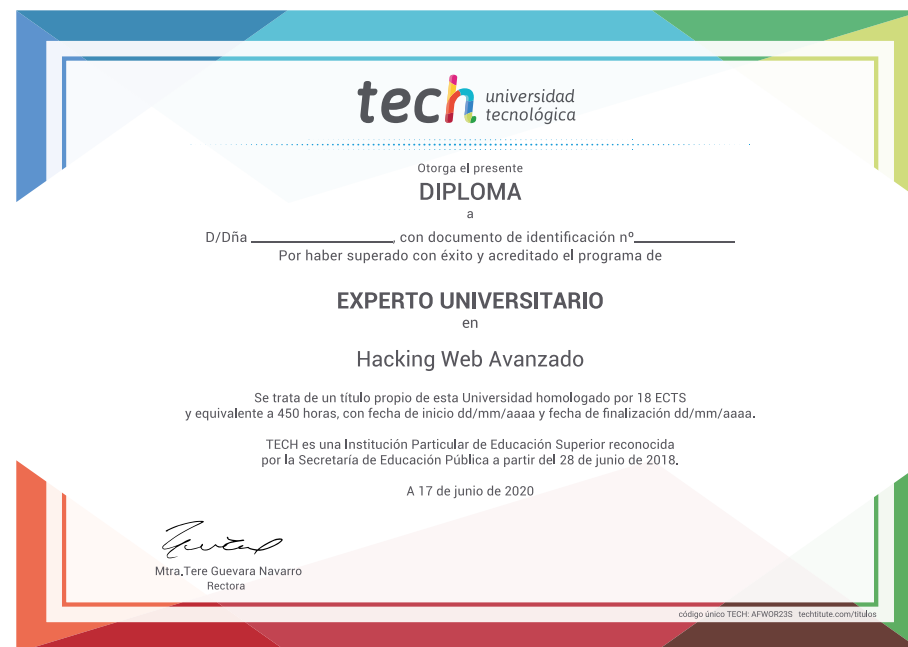 tech universidad
tecnológica
Otorga el presente
DIPLOMA
a
D/Dña ____________________, con documento de identificación nº______________
Por haber superado con éxito y acreditado el programa de
EXPERTO UNIVERSITARIO
en
Hacking Web Avanzado
Se trata de un título propio de esta Universidad homologado por 18 ECTS
y equivalente a 450 horas, con fecha de inicio dd/mm/aaaa y fecha de finalización dd/mm/aaaa.
TECH es una Institución Particular de Educación Superior reconocida
por la Secretaría de Educación Pública a partir del 28 de junio de 2018.
A 17 de junio de 2020
Mtra.Tere Guevara Navarro
Rectora
código único TECH: AFWOR23S techtitute.com/titulos